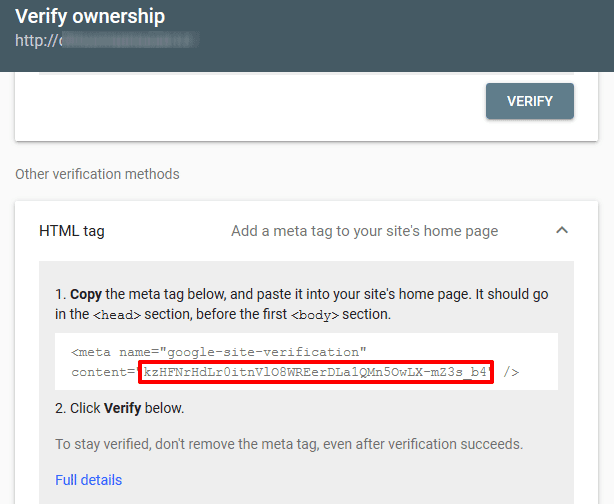 Verify ownership
http://
VERIFY
Other verification methods
HTML tag Add a meta tag to your site's home page
1. Copy the meta tag below, and paste it into your site's home page. It should go
in the <head> section, before the first <body> section.
<meta name="google-site-verification"
content="kzHFNrHdLr0itnVlO8WREerDLa1QMn5OwLX-mZ3s_b4" />
2. Click Verify below.
To stay verified, don't remove the meta tag, even after verification succeeds.
Full details